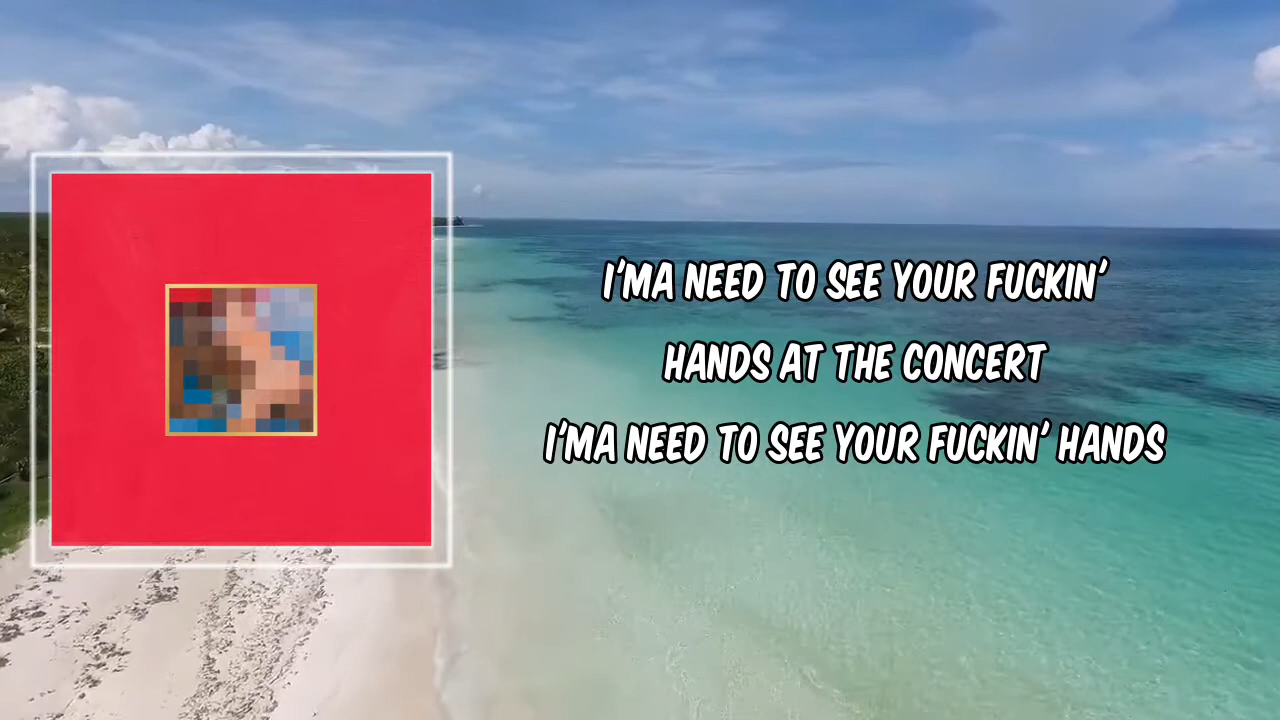 I'MA NEED TO SEE YOUR FUCKIN'
HANDS AT THE CONCERT
I'MA NEED TO SEE YOUR FUCKIN' HANDS